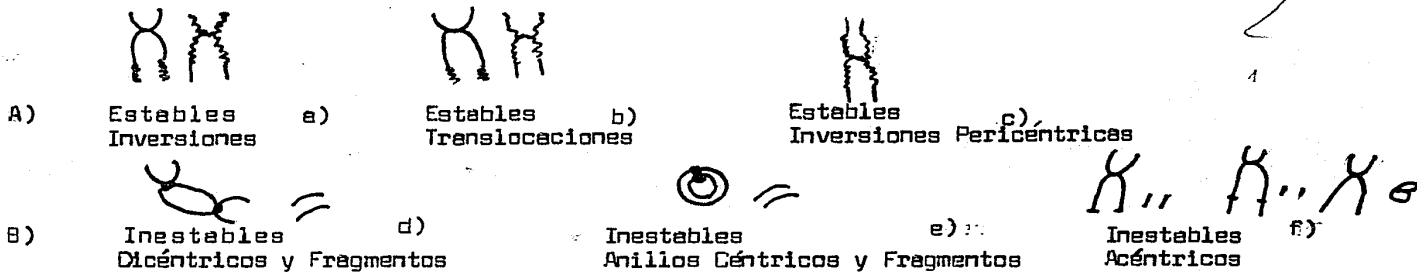 A) Estables a) Estables b) Estables c)
Inversiones Translocaciones Inversiones Pericéntricas
B) Inestables d) Inestables e) Inestables f)
Dicéntricos y Fragmentos Anillos Céntricos y Fragmentos Acéntricos